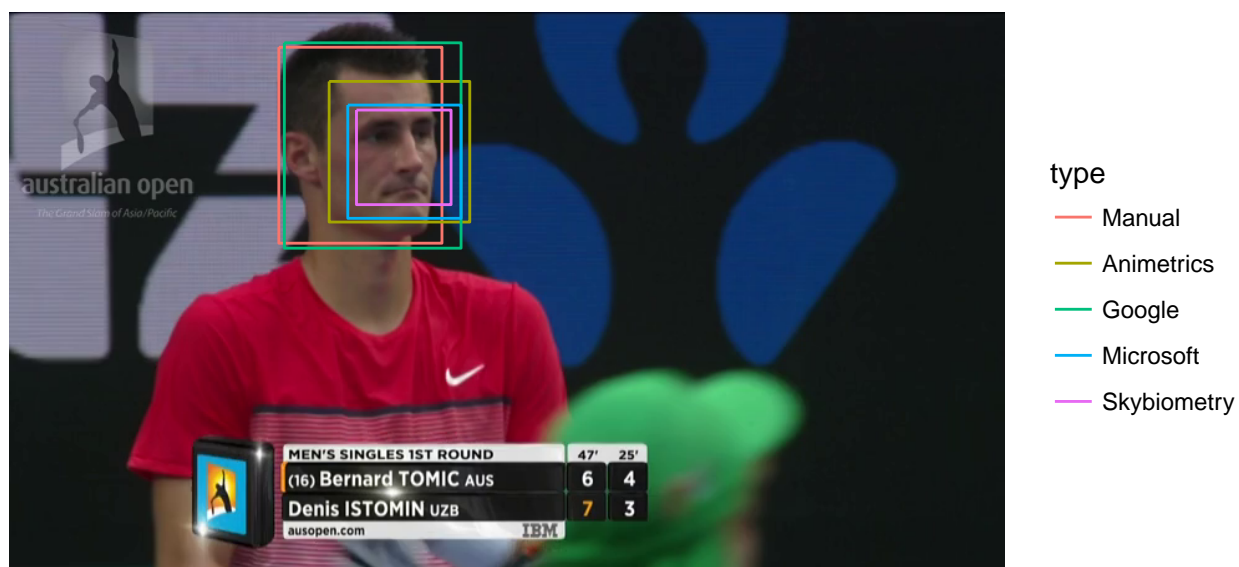 australian open
The Grand Slam of Asia/Pacific
type
Manual
Animetrics
Google
Microsoft
Skybiometry
MEN'S SINGLES 1ST ROUND 47' 25'
(16) Bernard TOMIC AUS 6 4
Denis ISTOMIN UZB 7 3
ausopen.com IBM